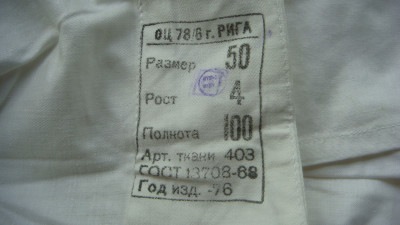 ОЦ 78/6 г. РИГА
Размер 50
Рост 4
Полнота 100
Арт. ткани 403
ГОСТ 13708-68
Год изд. -76